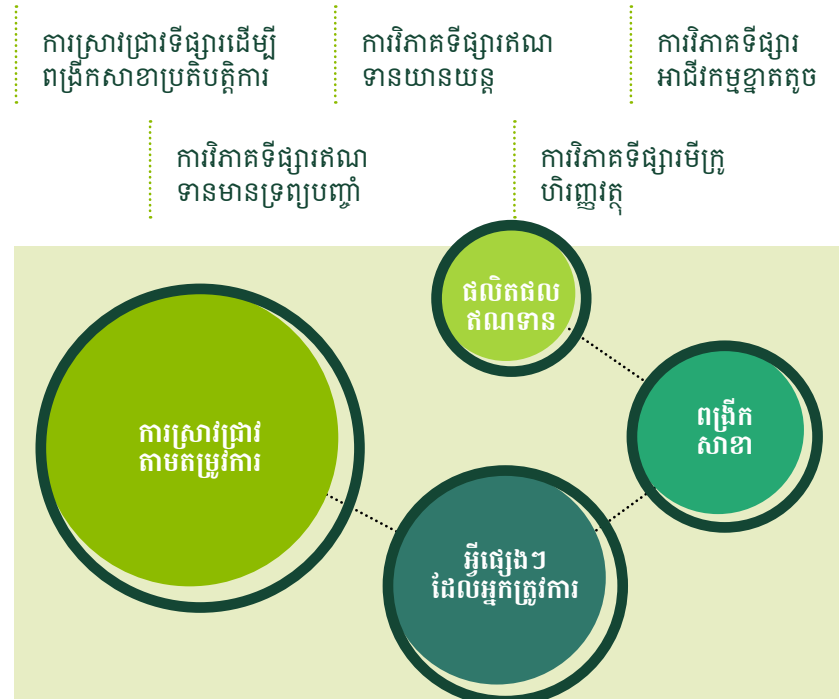 ការស្រាវជ្រាវទីផ្សារដើម្បី
ពង្រីកសាខាប្រតិបត្តិការ
ការវិភាគទីផ្សារឥណ
ទានយានយន្ត
ការវិភាគទីផ្សារ
អាជីវកម្មខ្នាតតូច
ការវិភាគទីផ្សារឥណ
ទានមានទ្រព្យបញ្ចាំ
ការវិភាគទីផ្សារមីក្រូ
ហិរញ្ញវត្ថុ
ផលិតផល
ឥណទាន
ពង្រីក
សាខា
ការស្រាវជ្រាវ
តាមតម្រូវការ
អ្វីផ្សេងៗ
ដែលអ្នកត្រូវការ